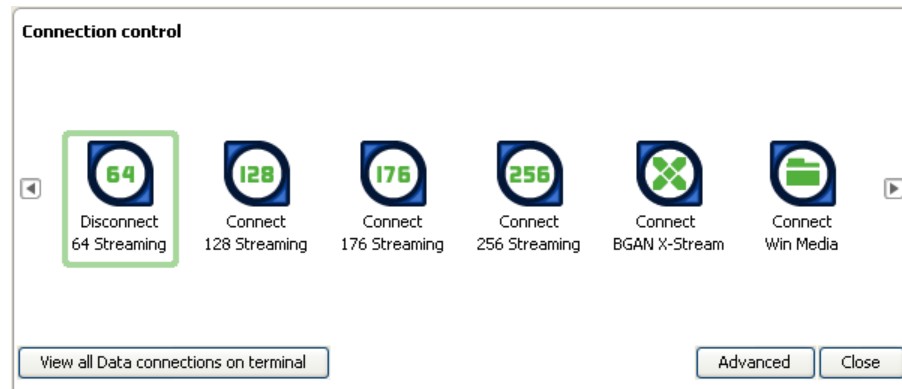 Connection control
64
128
176
256
Disconnect
64 Streaming
Connect
128 Streaming
Connect
176 Streaming
Connect
256 Streaming
Connect
BGAN X-Stream
Connect
Win Media
View all Data connections on terminal
Advanced
Close